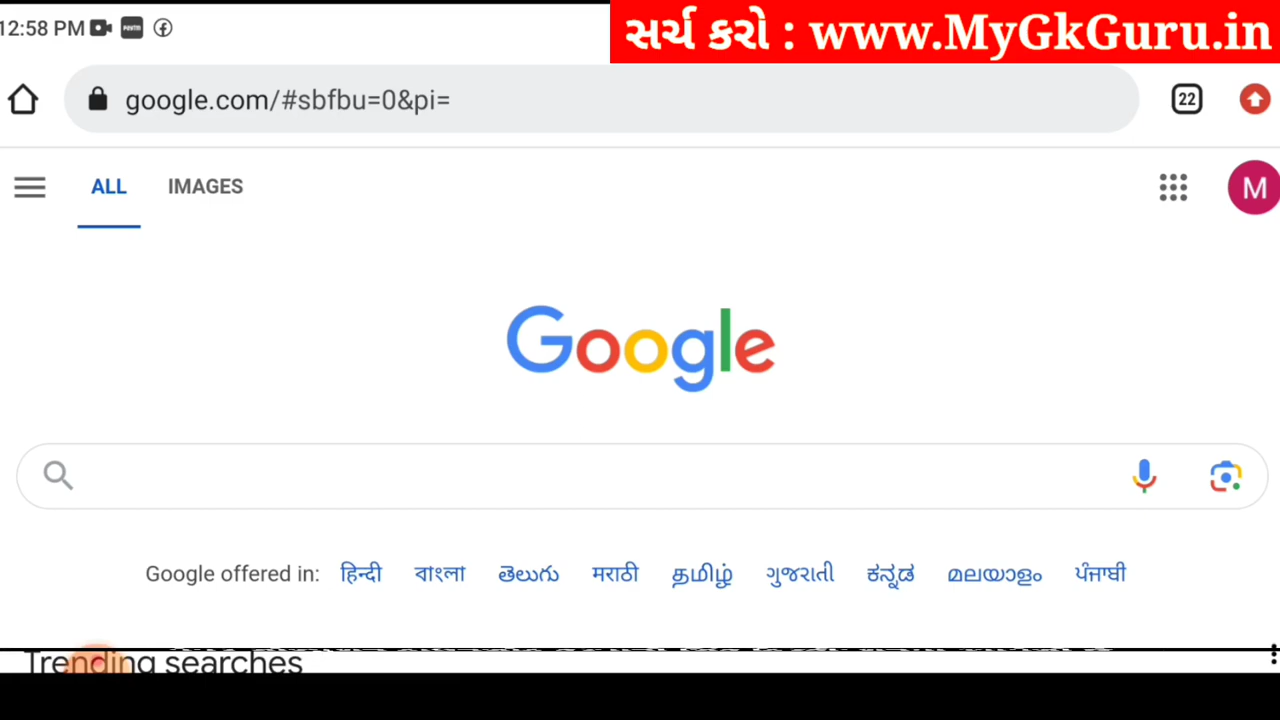 12:58 PM
સર્ચ કરો : www.MyGkGuru.in
google.com/#sbfbu=0&pi=
22
ALL IMAGES
M
Google
Google offered in: हिन्दी বাংলা తెలుగు मराठी தமிழ் ગુજરાતી ಕನ್ನಡ മലയാളം ਪੰਜਾਬੀ
Trending searches